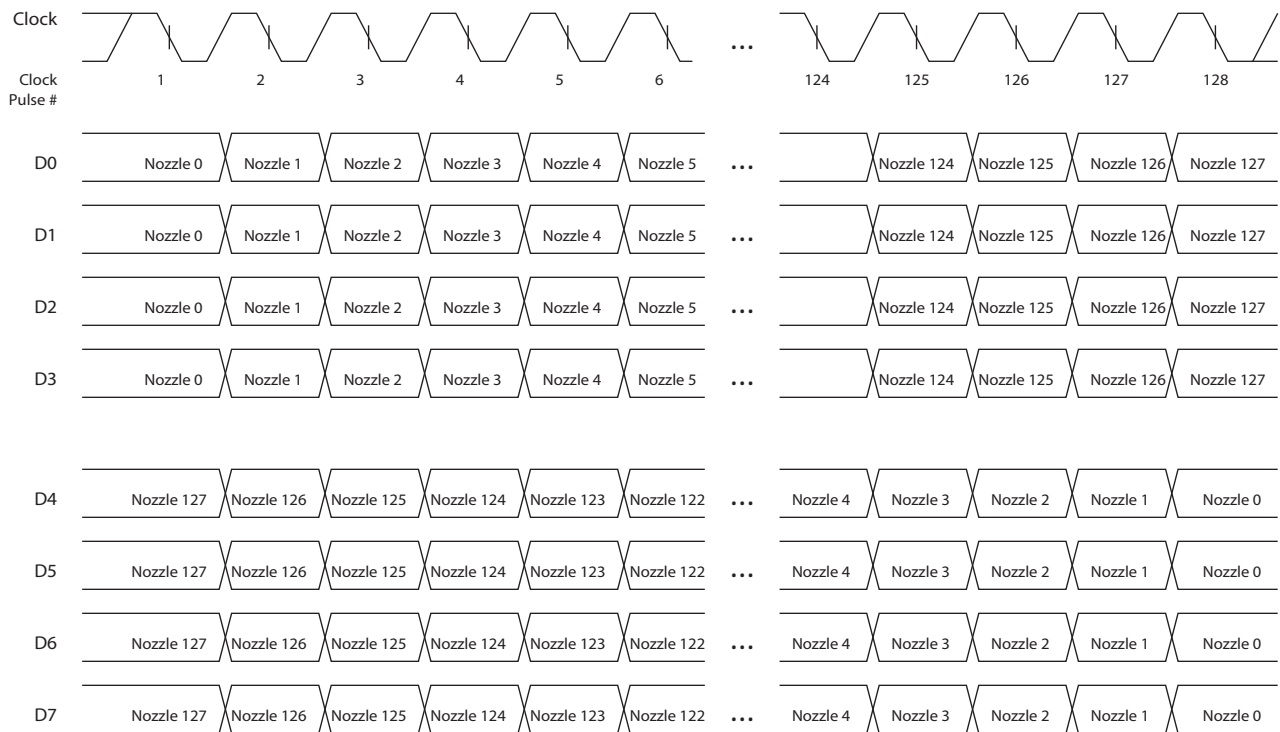 Clock
...
Clock Pulse # 1 2 3 4 5 6 124 125 126 127 128
D0 Nozzle 0 Nozzle 1 Nozzle 2 Nozzle 3 Nozzle 4 Nozzle 5 ... Nozzle 124 Nozzle 125 Nozzle 126 Nozzle 127
D1 Nozzle 0 Nozzle 1 Nozzle 2 Nozzle 3 Nozzle 4 Nozzle 5 ... Nozzle 124 Nozzle 125 Nozzle 126 Nozzle 127
D2 Nozzle 0 Nozzle 1 Nozzle 2 Nozzle 3 Nozzle 4 Nozzle 5 ... Nozzle 124 Nozzle 125 Nozzle 126 Nozzle 127
D3 Nozzle 0 Nozzle 1 Nozzle 2 Nozzle 3 Nozzle 4 Nozzle 5 ... Nozzle 124 Nozzle 125 Nozzle 126 Nozzle 127
D4 Nozzle 127 Nozzle 126 Nozzle 125 Nozzle 124 Nozzle 123 Nozzle 122 ... Nozzle 4 Nozzle 3 Nozzle 2 Nozzle 1 Nozzle 0
D5 Nozzle 127 Nozzle 126 Nozzle 125 Nozzle 124 Nozzle 123 Nozzle 122 ... Nozzle 4 Nozzle 3 Nozzle 2 Nozzle 1 Nozzle 0
D6 Nozzle 127 Nozzle 126 Nozzle 125 Nozzle 124 Nozzle 123 Nozzle 122 ... Nozzle 4 Nozzle 3 Nozzle 2 Nozzle 1 Nozzle 0
D7 Nozzle 127 Nozzle 126 Nozzle 125 Nozzle 124 Nozzle 123 Nozzle 122 ... Nozzle 4 Nozzle 3 Nozzle 2 Nozzle 1 Nozzle 0